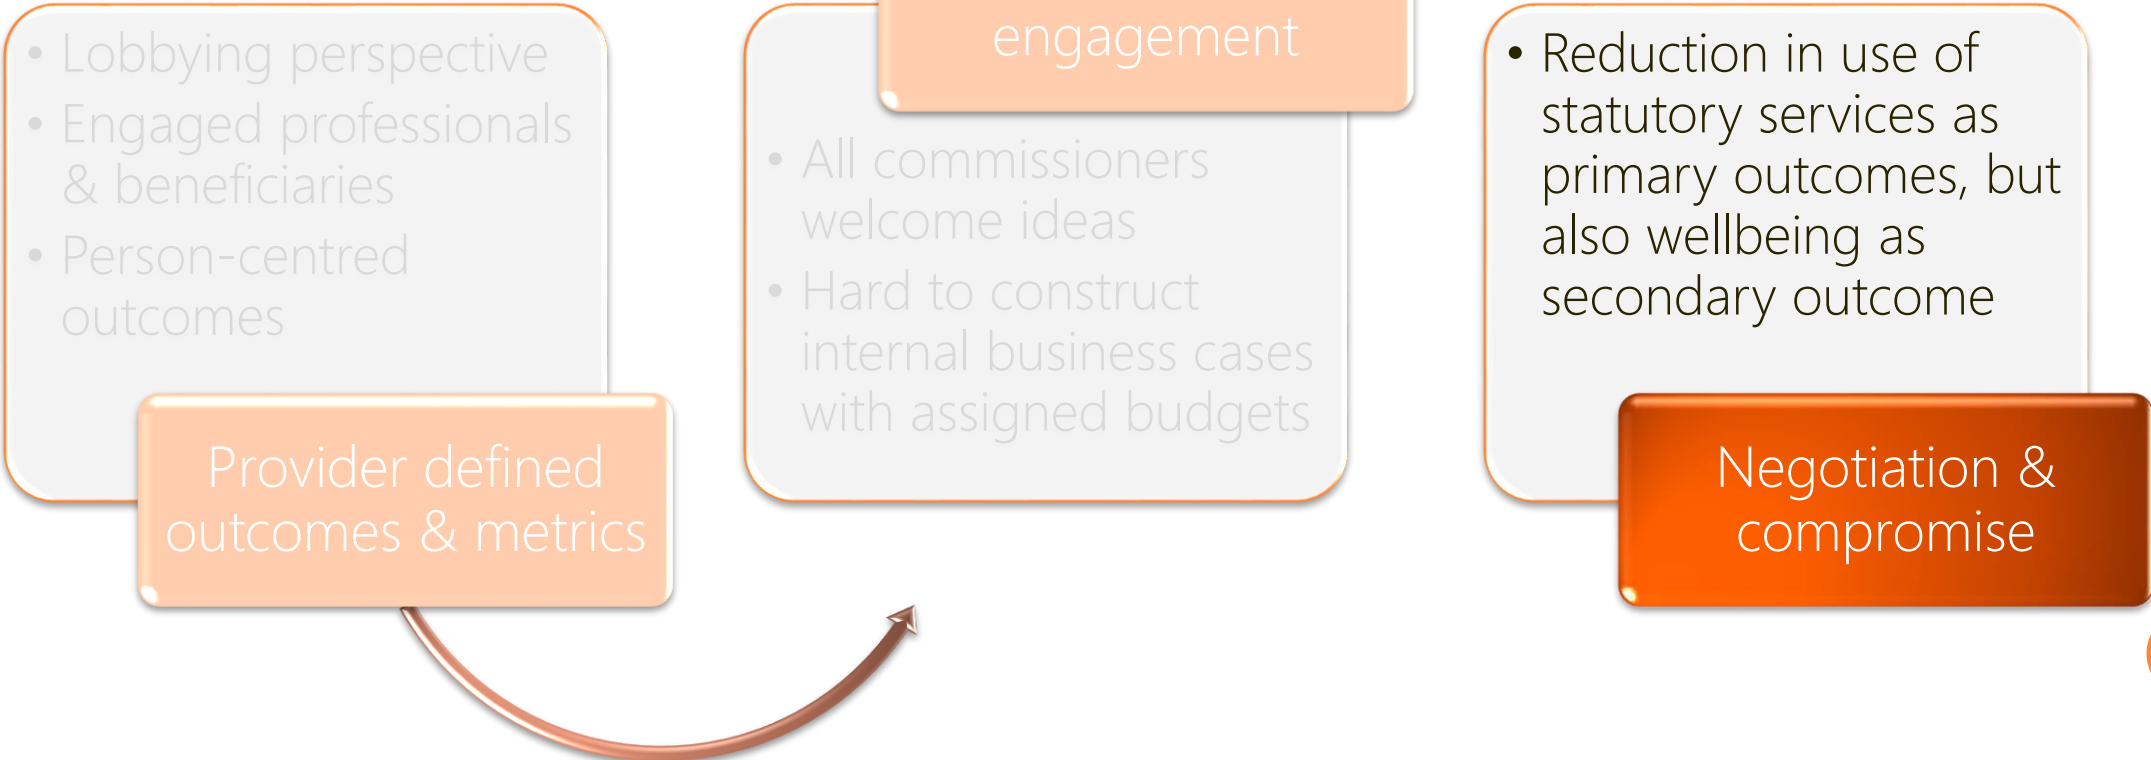 • Lobbying perspective
• Engaged professionals
& beneficiaries
• Person-centred
outcomes
Provider defined
outcomes & metrics
engagement
• All commissioners
welcome ideas
• Hard to construct
internal business cases
with assigned budgets
• Reduction in use of
statutory services as
primary outcomes, but
also wellbeing as
secondary outcome
Negotiation &
compromise